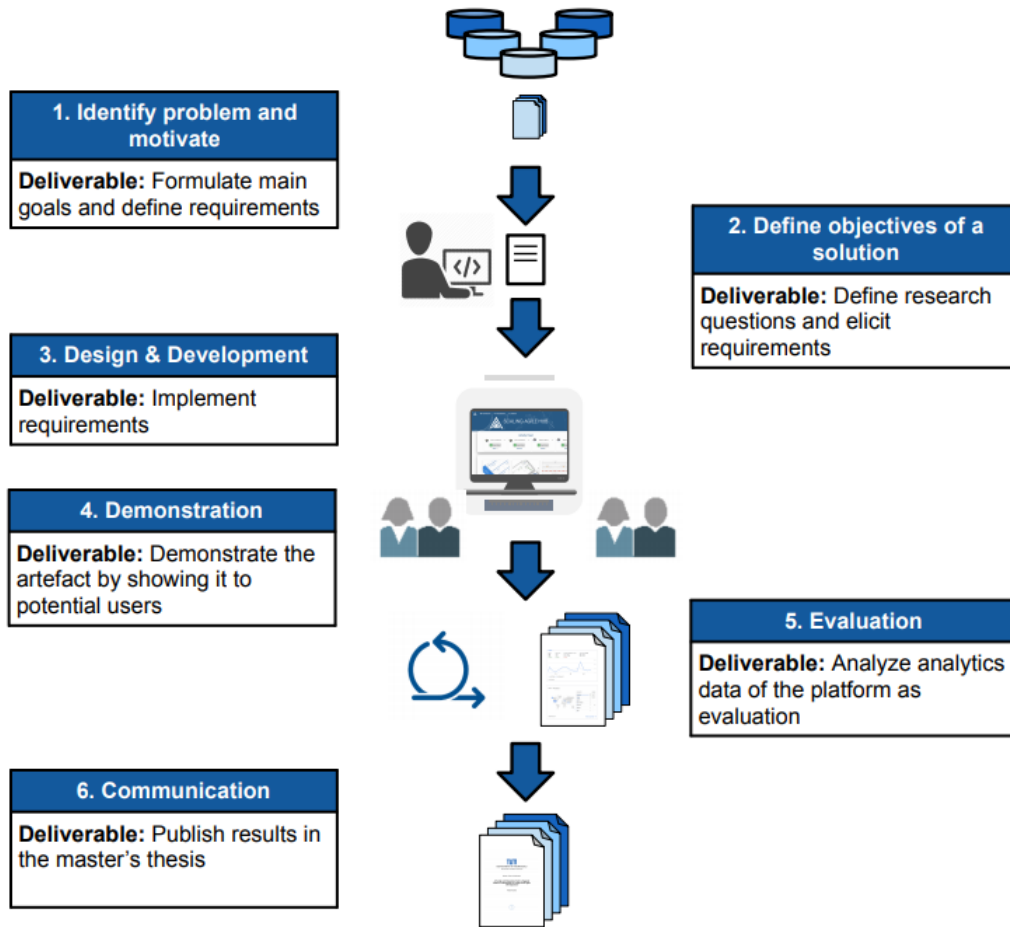 1. Identify problem and
motivate
Deliverable: Formulate main
goals and define requirements
2. Define objectives of a
solution
Deliverable: Define research
questions and elicit
requirements
</>
3. Design & Development
Deliverable: Implement
requirements
SCALING AGILE HUB
4. Demonstration
Deliverable: Demonstrate the
artefact by showing it to
potential users
5. Evaluation
Deliverable: Analyze analytics
data of the platform as
evaluation
6. Communication
Deliverable: Publish results in
the master’s thesis